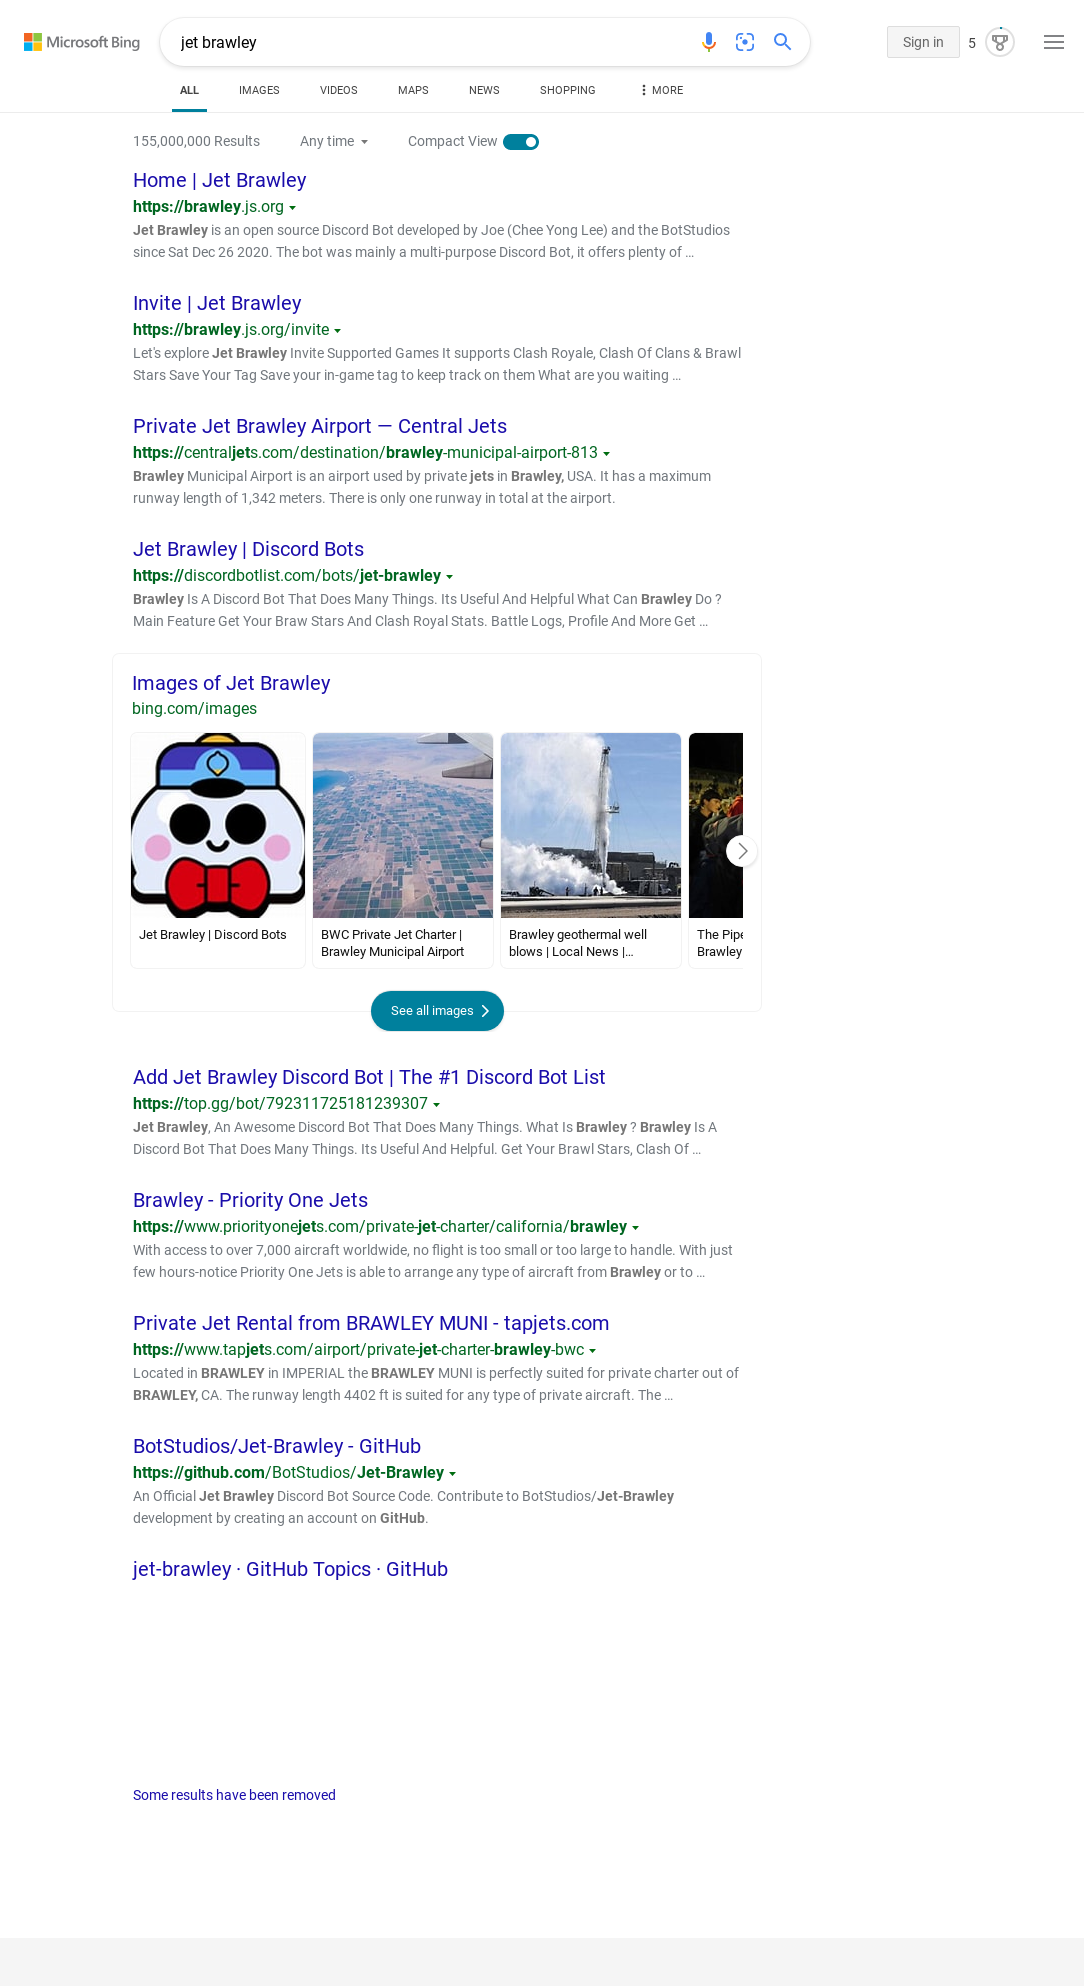 Microsoft Bing
jet brawley
Sign in
5
ALL
IMAGES
VIDEOS
MAPS
NEWS
SHOPPING
MORE
155,000,000 Results
Any time
Compact View
Home | Jet Brawley
https://brawley.js.org
Jet Brawley is an open source Discord Bot developed by Joe (Chee Yong Lee) and the BotStudios
since Sat Dec 26 2020. The bot was mainly a multi-purpose Discord Bot, it offers plenty of …
Invite | Jet Brawley
https://brawley.js.org/invite
Let's explore Jet Brawley Invite Supported Games It supports Clash Royale, Clash Of Clans & Brawl
Stars Save Your Tag Save your in-game tag to keep track on them What are you waiting …
Private Jet Brawley Airport — Central Jets
https://centraljets.com/destination/brawley-municipal-airport-813
Brawley Municipal Airport is an airport used by private jets in Brawley, USA. It has a maximum
runway length of 1,342 meters. There is only one runway in total at the airport.
Jet Brawley | Discord Bots
https://discordbotlist.com/bots/jet-brawley
Brawley Is A Discord Bot That Does Many Things. Its Useful And Helpful What Can Brawley Do ?
Main Feature Get Your Braw Stars And Clash Royal Stats. Battle Logs, Profile And More Get …
Images of Jet Brawley
bing.com/images
Jet Brawley | Discord Bots
BWC Private Jet Charter |
Brawley Municipal Airport
Brawley geothermal well
blows | Local News |…
The Pipe
Brawley
See all images
Add Jet Brawley Discord Bot | The #1 Discord Bot List
https://top.gg/bot/792311725181239307
Jet Brawley, An Awesome Discord Bot That Does Many Things. What Is Brawley ? Brawley Is A
Discord Bot That Does Many Things. Its Useful And Helpful. Get Your Brawl Stars, Clash Of …
Brawley - Priority One Jets
https://www.priorityonejets.com/private-jet-charter/california/brawley
With access to over 7,000 aircraft worldwide, no flight is too small or too large to handle. With just
few hours-notice Priority One Jets is able to arrange any type of aircraft from Brawley or to …
Private Jet Rental from BRAWLEY MUNI - tapjets.com
https://www.tapjets.com/airport/private-jet-charter-brawley-bwc
Located in BRAWLEY in IMPERIAL the BRAWLEY MUNI is perfectly suited for private charter out of
BRAWLEY, CA. The runway length 4402 ft is suited for any type of private aircraft. The …
BotStudios/Jet-Brawley - GitHub
https://github.com/BotStudios/Jet-Brawley
An Official Jet Brawley Discord Bot Source Code. Contribute to BotStudios/Jet-Brawley
development by creating an account on GitHub.
jet-brawley · GitHub Topics · GitHub
Some results have been removed